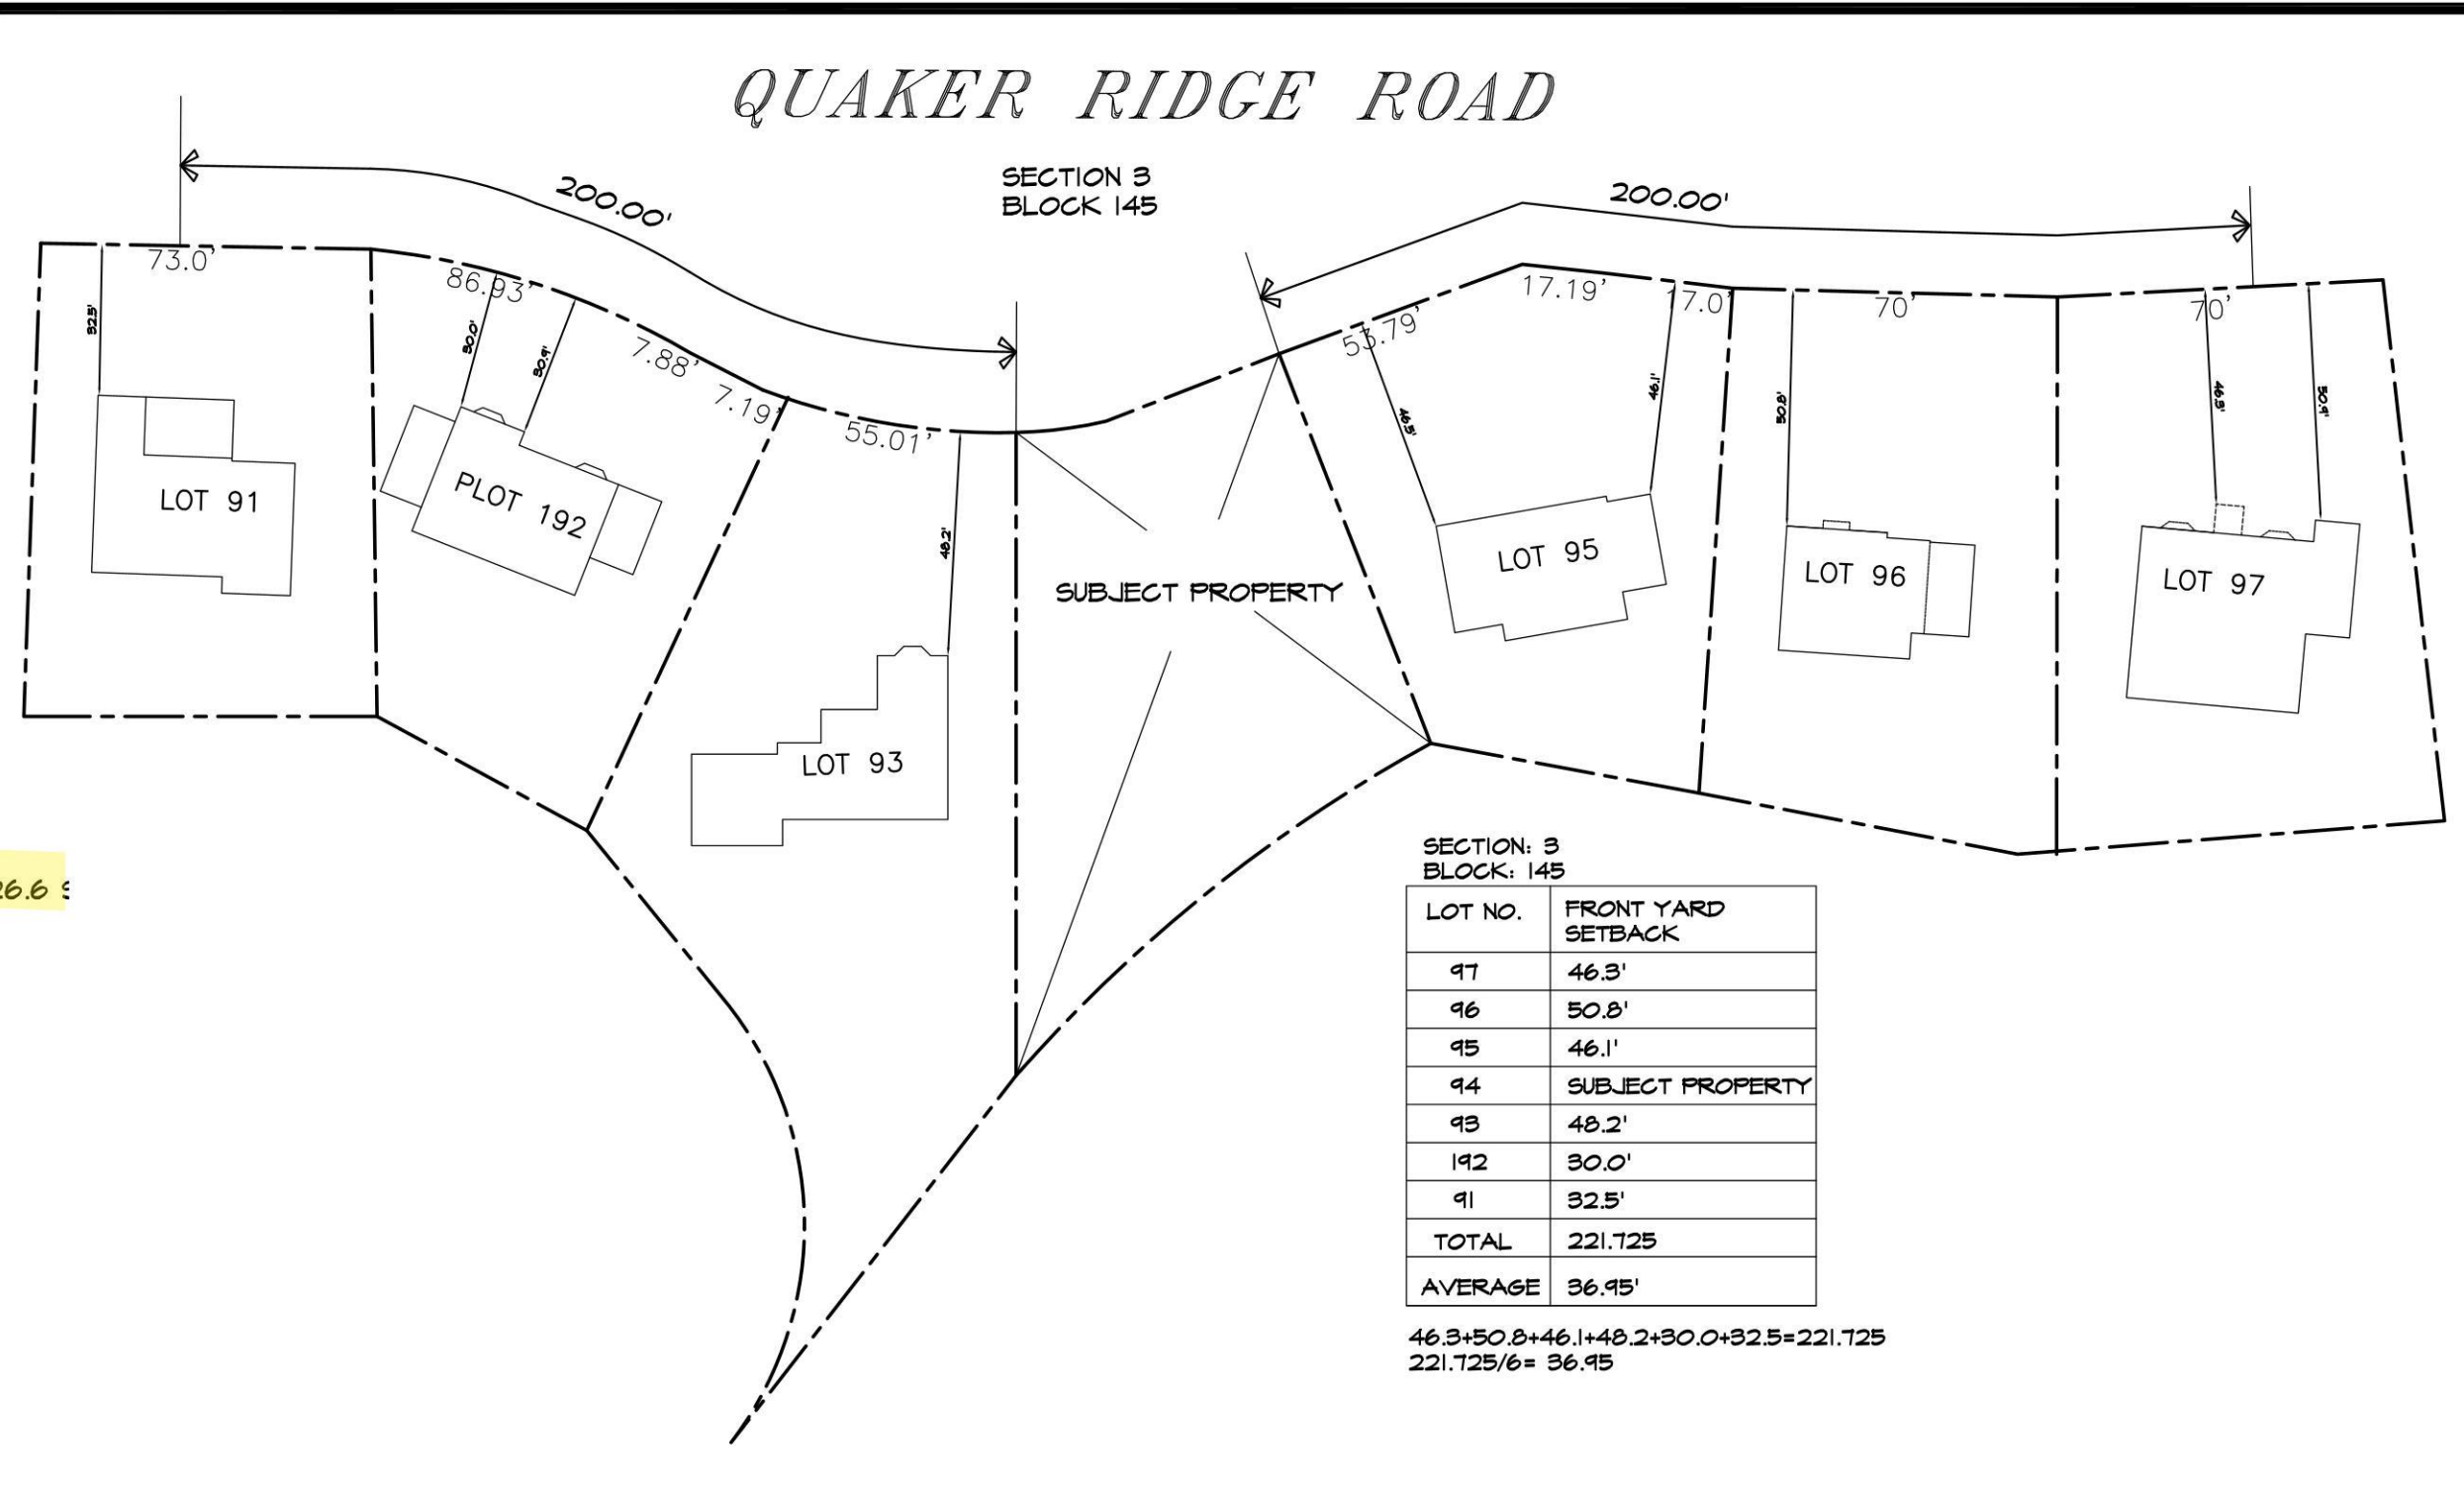 QUAKER RIDGE ROAD
SECTION 3
BLOCK 145
200.00'
200.00'
73.0'
86.93'
7.88'
7.19'
55.01'
53.79'
17.19'
17.0'
70'
70'
32.5'
30.0'
30.9'
48.2'
46.5'
46.1'
50.8'
46.3'
50.9'
LOT 91
PLOT 192
LOT 93
SUBJECT PROPERTY
LOT 95
LOT 96
LOT 97
26.6
SECTION: 3
BLOCK: 145
LOT NO. FRONT YARD
SETBACK
97 46.3'
96 50.8'
95 46.1'
94 SUBJECT PROPERTY
93 48.2'
192 30.0'
91 32.5'
TOTAL 221.725
AVERAGE 36.95'
46.3+50.8+46.1+48.2+30.0+32.5=221.725
221.725/6= 36.95